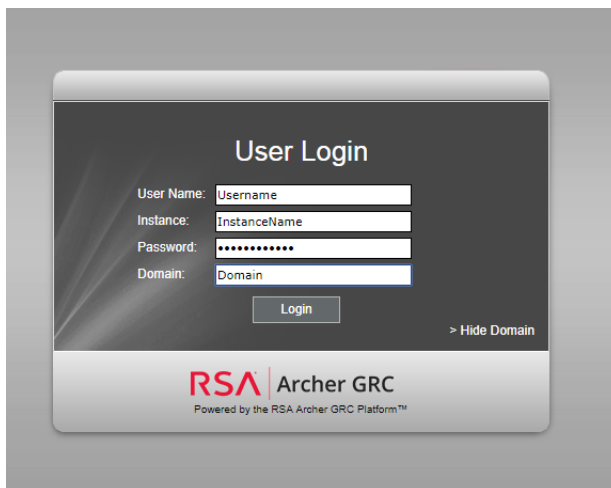 User Login
User Name: Username
Instance: InstanceName
Password: ••••••••••••
Domain: Domain
Login
> Hide Domain
RSA Archer GRC
Powered by the RSA Archer GRC Platform™